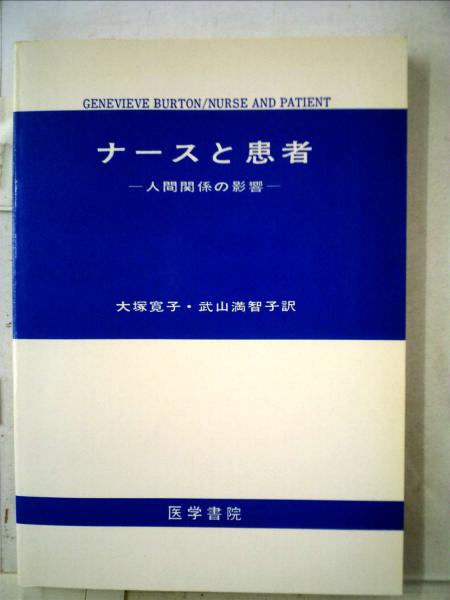 GENEVIEVE BURTON/NURSE AND PATIENT
ナースと患者
―人間関係の影響―
大塚寛子・武山満智子訳
医学書院